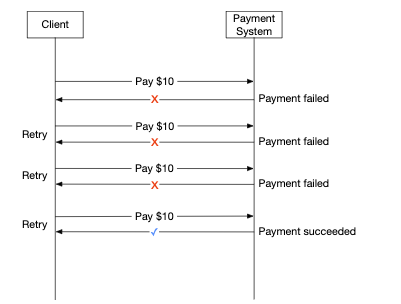 Client
Payment
System
Pay $10
X
Payment failed
Retry
Pay $10
X
Payment failed
Retry
Pay $10
X
Payment failed
Retry
Pay $10
✓
Payment succeeded